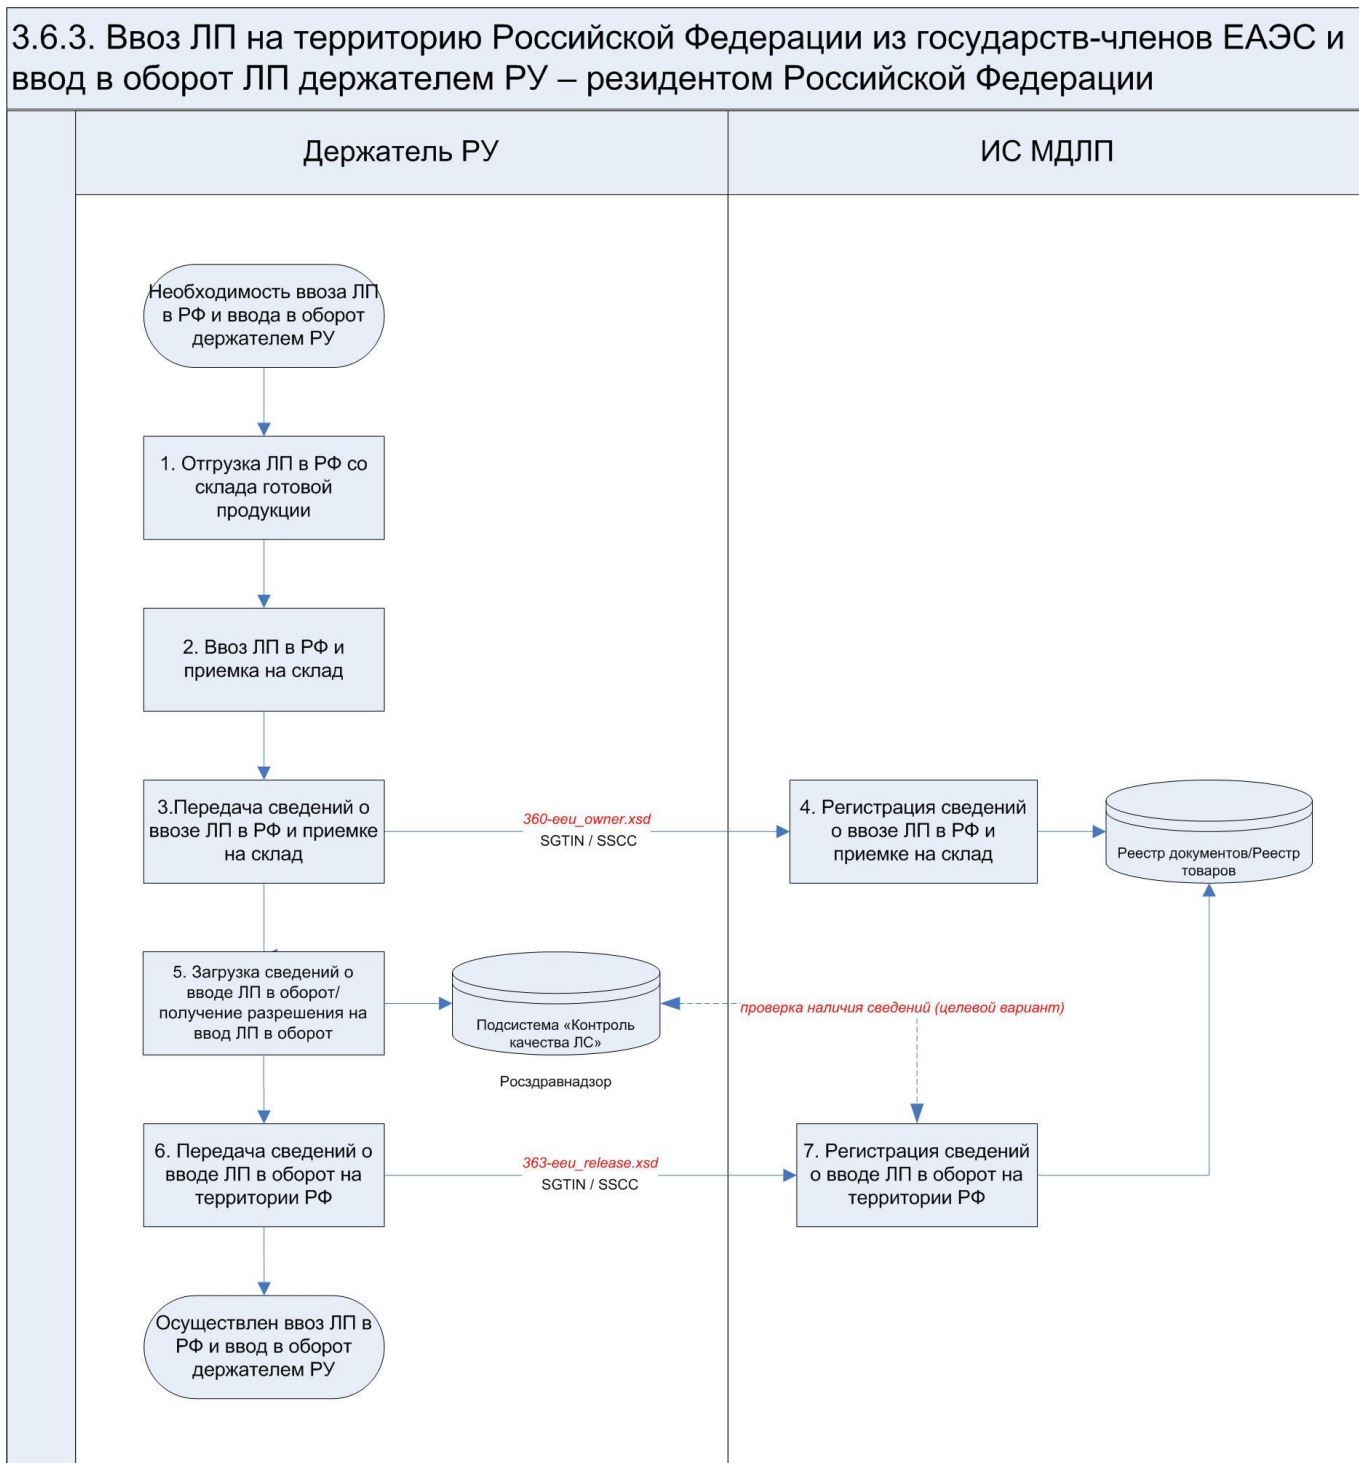 3.6.3. Ввоз ЛП на территорию Российской Федерации из государств-членов ЕАЭС и
ввод в оборот ЛП держателем РУ – резидентом Российской Федерации
Держатель РУ
ИС МДЛП
Необходимость ввоза ЛП
в РФ и ввода в оборот
держателем РУ
1. Отгрузка ЛП в РФ со
склада готовой
продукции
2. Ввоз ЛП в РФ и
приемка на склад
3.Передача сведений о
ввозе ЛП в РФ и приемке
на склад
360-eeu_owner.xsd
SGTIN / SSCC
4. Регистрация сведений
о ввозе ЛП в РФ и
приемке на склад
Реестр документов/Реестр
товаров
5. Загрузка сведений о
вводе ЛП в оборот/
получение разрешения на
ввод ЛП в оборот
Подсистема «Контроль
качества ЛС»
Росздравнадзор
проверка наличия сведений (целевой вариант)
6. Передача сведений о
вводе ЛП в оборот на
территории РФ
363-eeu_release.xsd
SGTIN / SSCC
7. Регистрация сведений
о вводе ЛП в оборот на
территории РФ
Осуществлен ввоз ЛП в
РФ и ввод в оборот
держателем РУ